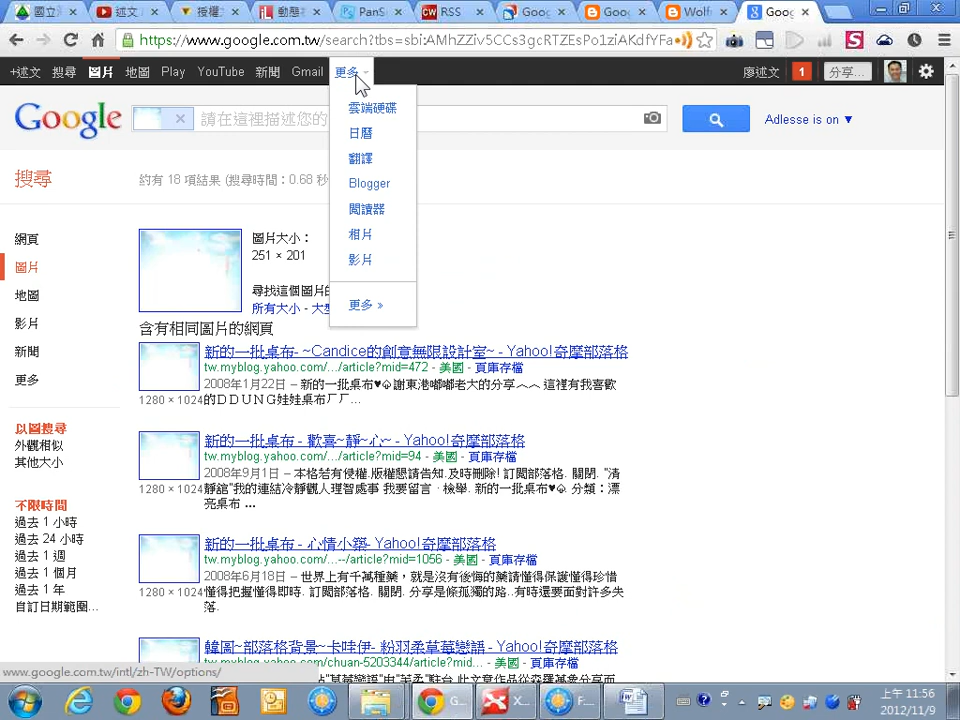 國立
述文
授權
動態
PanS
RSS
Goog
Goog
Wolf
Goog
https://www.google.com.tw/search?tbs=sbi:AMhZZiv5CCs3gcRTZEsPo1ziAKdfYFa
+述文 搜尋 圖片 地圖 Play YouTube 新聞 Gmail 更多
廖述文 1 分享...
Google
請在這裡描述您的
Adlesse is on ▼
雲端硬碟
日曆
翻譯
Blogger
閱讀器
相片
影片
更多 »
搜尋
約有 18 項結果 (搜尋時間：0.68 秒
網頁
圖片
地圖
影片
新聞
更多
以圖搜尋
外觀相似
其他大小
不限時間
過去 1 小時
過去 24 小時
過去 1 週
過去 1 個月
過去 1 年
自訂日期範圍...
圖片大小：
251 × 201
尋找這個圖片的
所有大小 - 大型
含有相同圖片的網頁
新的一批桌布- ~Candice的創意無限設計室~ - Yahoo!奇摩部落格
tw.myblog.yahoo.com/.../article?mid=472 - 美國 - 頁庫存檔
2008年1月22日 – 新的一批桌布♥ 謝東港嘟嘟老大的分享︿︿ 這裡有我喜歡
1280 × 1024 的ＤＤＵＮＧ娃娃桌布ㄏㄏ...
新的一批桌布 - 歡喜~靜~心~ - Yahoo!奇摩部落格
tw.myblog.yahoo.com/.../article?mid=94 - 美國 - 頁庫存檔
2008年9月1日 – 本格若有侵權.版權懇請告知.及時刪除! 訂閱部落格. 關閉. "清
1280 × 1024 靜舘"我的連結冷靜觀人理智處事 我要留言．檢舉. 新的一批桌布♥ 分類：漂
亮桌布 ...
新的一批桌布 - 心情小築- Yahoo!奇摩部落格
tw.myblog.yahoo.com/...--/article?mid=1056 - 美國 - 頁庫存檔
2008年6月18日 – 世界上有千萬種藥，就是沒有後悔的藥請懂得保護懂得珍惜
1280 × 1024 懂得把握懂得即時. 訂閱部落格. 關閉. 分享是條孤獨的路..有時還要面對許多失
落.
韓圖~部落格背景~卡哇伊- 粉羽柔草莓戀語 - Yahoo!奇摩部落格
tw.myblog.yahoo.com/chuan-5203344/article?mid... - 美國 - 頁庫存檔
www.google.com.tw/intl/zh-TW/options/
G...
X...
F...
上午 11:56
2012/11/9